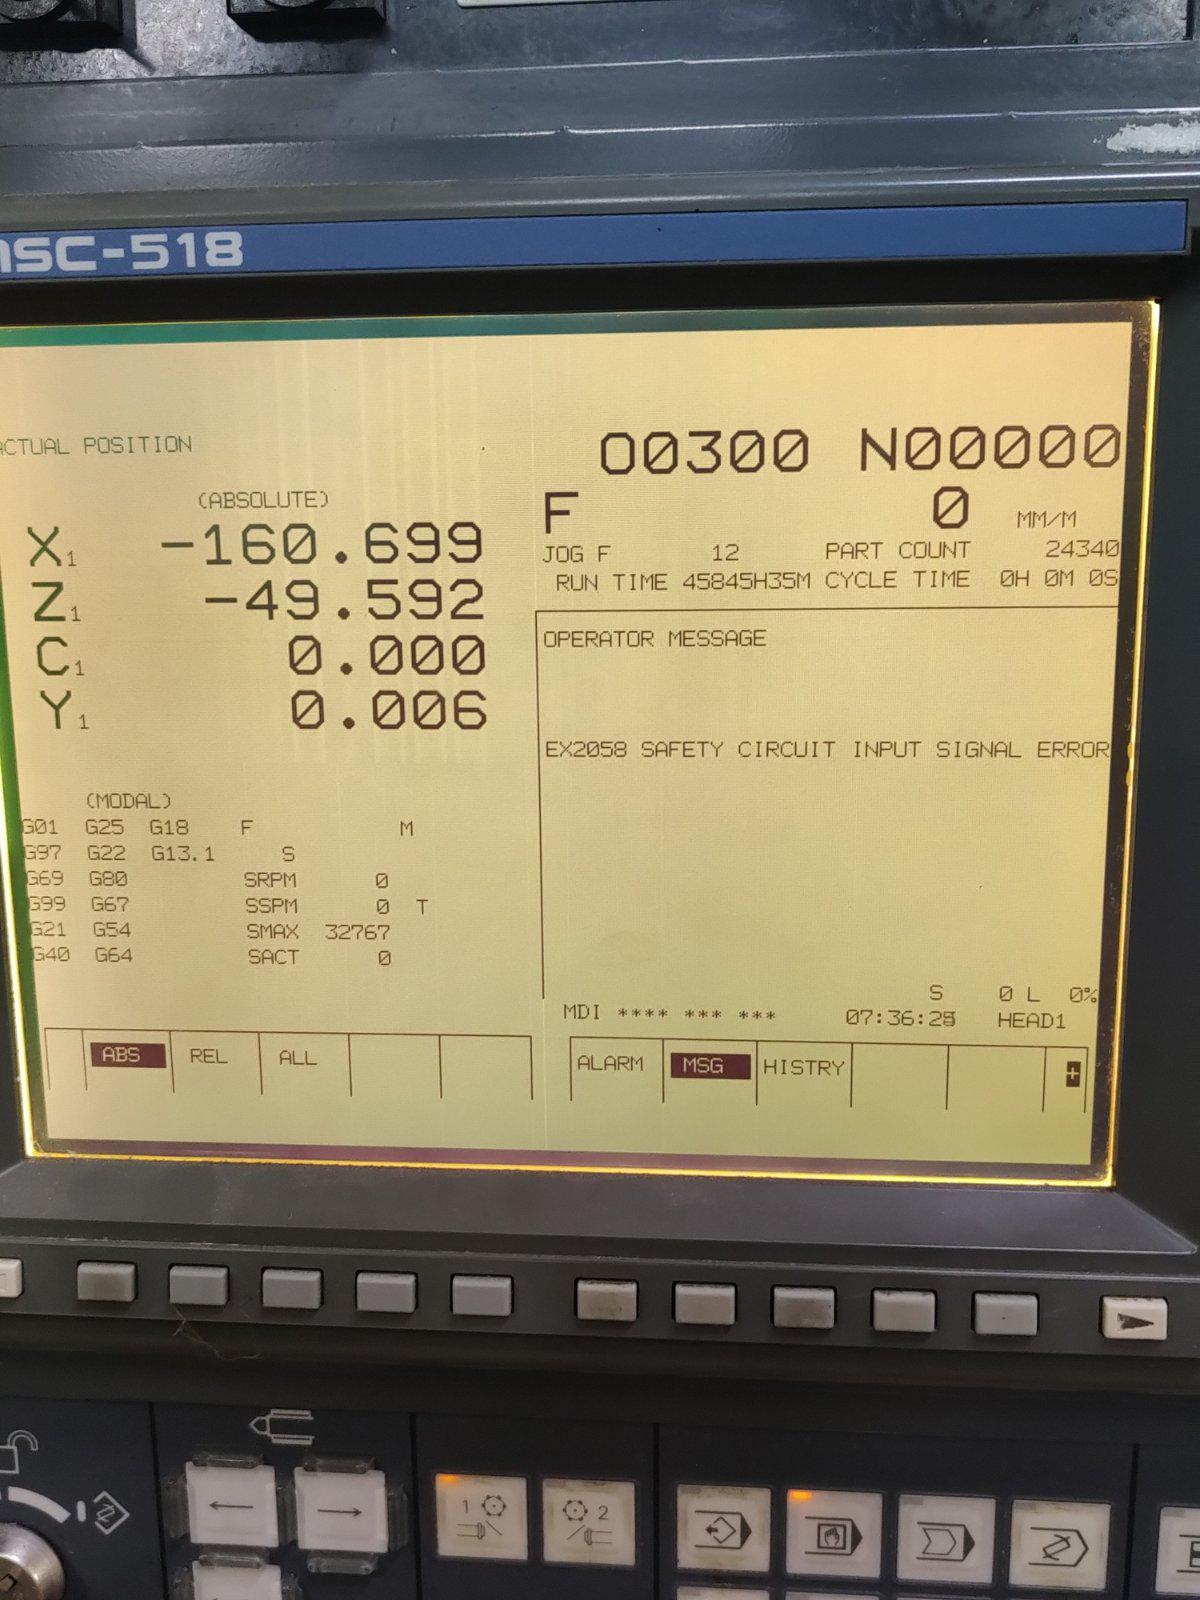 MSC-518
ACTUAL POSITION
(ABSOLUTE)
X1 -160.699
Z1 -49.592
C1 0.000
Y1 0.006
O0300 N00000
F 0 MM/M
JOG F 12 PART COUNT 24340
RUN TIME 45845H35M CYCLE TIME 0H 0M 0S
OPERATOR MESSAGE
EX2058 SAFETY CIRCUIT INPUT SIGNAL ERROR
(MODAL)
G01 G25 G18 F M
G97 G22 G13.1 S
G69 G80 SRPM 0
G99 G67 SSPM 0 T
G21 G54 SMAX 32767
G40 G64 SACT 0
S 0 L 0%
MDI **** *** *** 07:36:25 HEAD1
ABS REL ALL
ALARM MSG HISTRY +
1 2